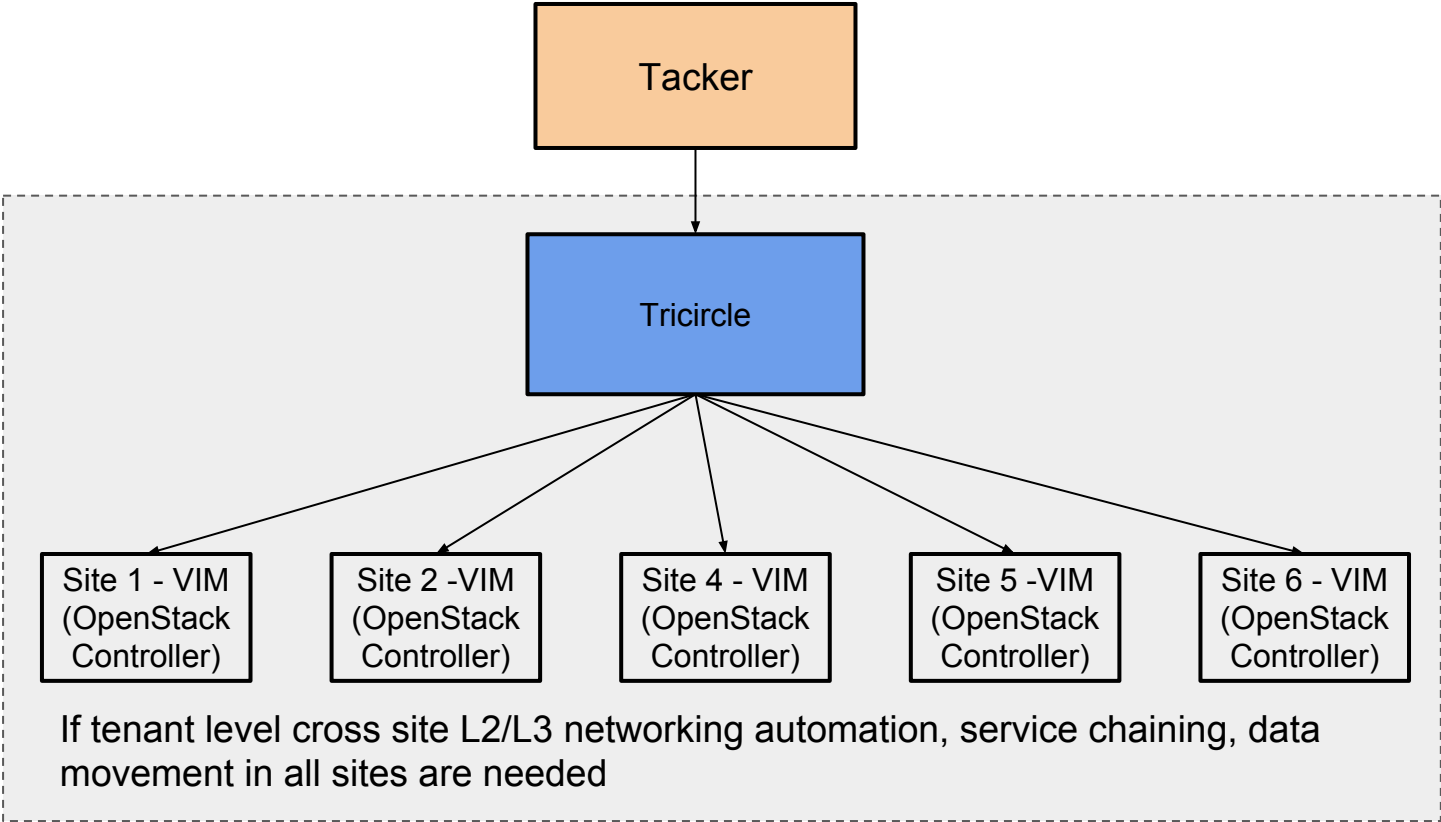 Tacker
Tricircle
Site 1 - VIM
(OpenStack
Controller)
Site 2 -VIM
(OpenStack
Controller)
Site 4 - VIM
(OpenStack
Controller)
Site 5 -VIM
(OpenStack
Controller)
Site 6 - VIM
(OpenStack
Controller)
If tenant level cross site L2/L3 networking automation, service chaining, data
movement in all sites are needed